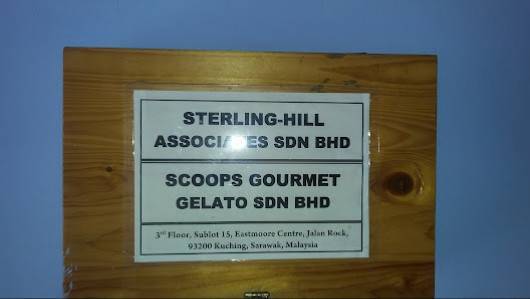 STERLING-HILL
ASSOCIATES SDN BHD
SCOOPS GOURMET
GELATO SDN BHD
3rd Floor, Sublot 15, Eastmoore Centre, Jalan Rock,
93200 Kuching, Sarawak, Malaysia